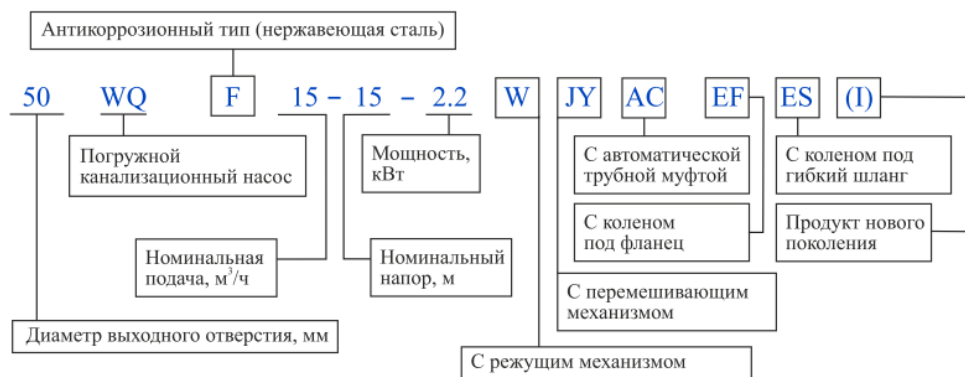 Антикоррозионный тип (нержавеющая сталь)
50 WQ F 15 - 15 - 2.2 W JY AC EF ES (I)
Погружной
канализационный насос
Мощность,
кВт
С автоматической
трубной муфтой
С коленом под
гибкий шланг
С коленом
под фланец
Продукт нового
поколения
Номинальная
подача, м³/ч
Номинальный
напор, м
С перемешивающим
механизмом
Диаметр выходного отверстия, мм
С режущим механизмом